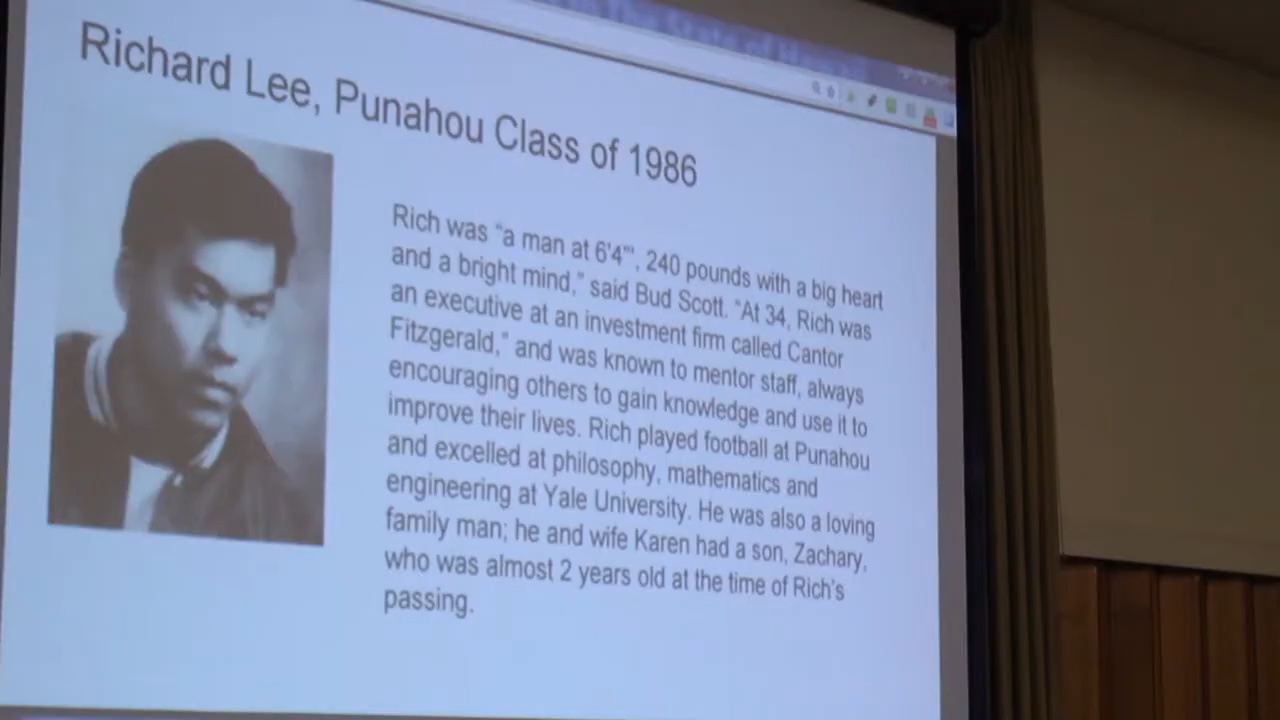 Richard Lee, Punahou Class of 1986
Rich was "a man at 6'4"', 240 pounds with a big heart
and a bright mind," said Bud Scott. "At 34, Rich was
an executive at an investment firm called Cantor
Fitzgerald," and was known to mentor staff, always
encouraging others to gain knowledge and use it to
improve their lives. Rich played football at Punahou
and excelled at philosophy, mathematics and
engineering at Yale University. He was also a loving
family man; he and wife Karen had a son, Zachary,
who was almost 2 years old at the time of Rich's
passing.